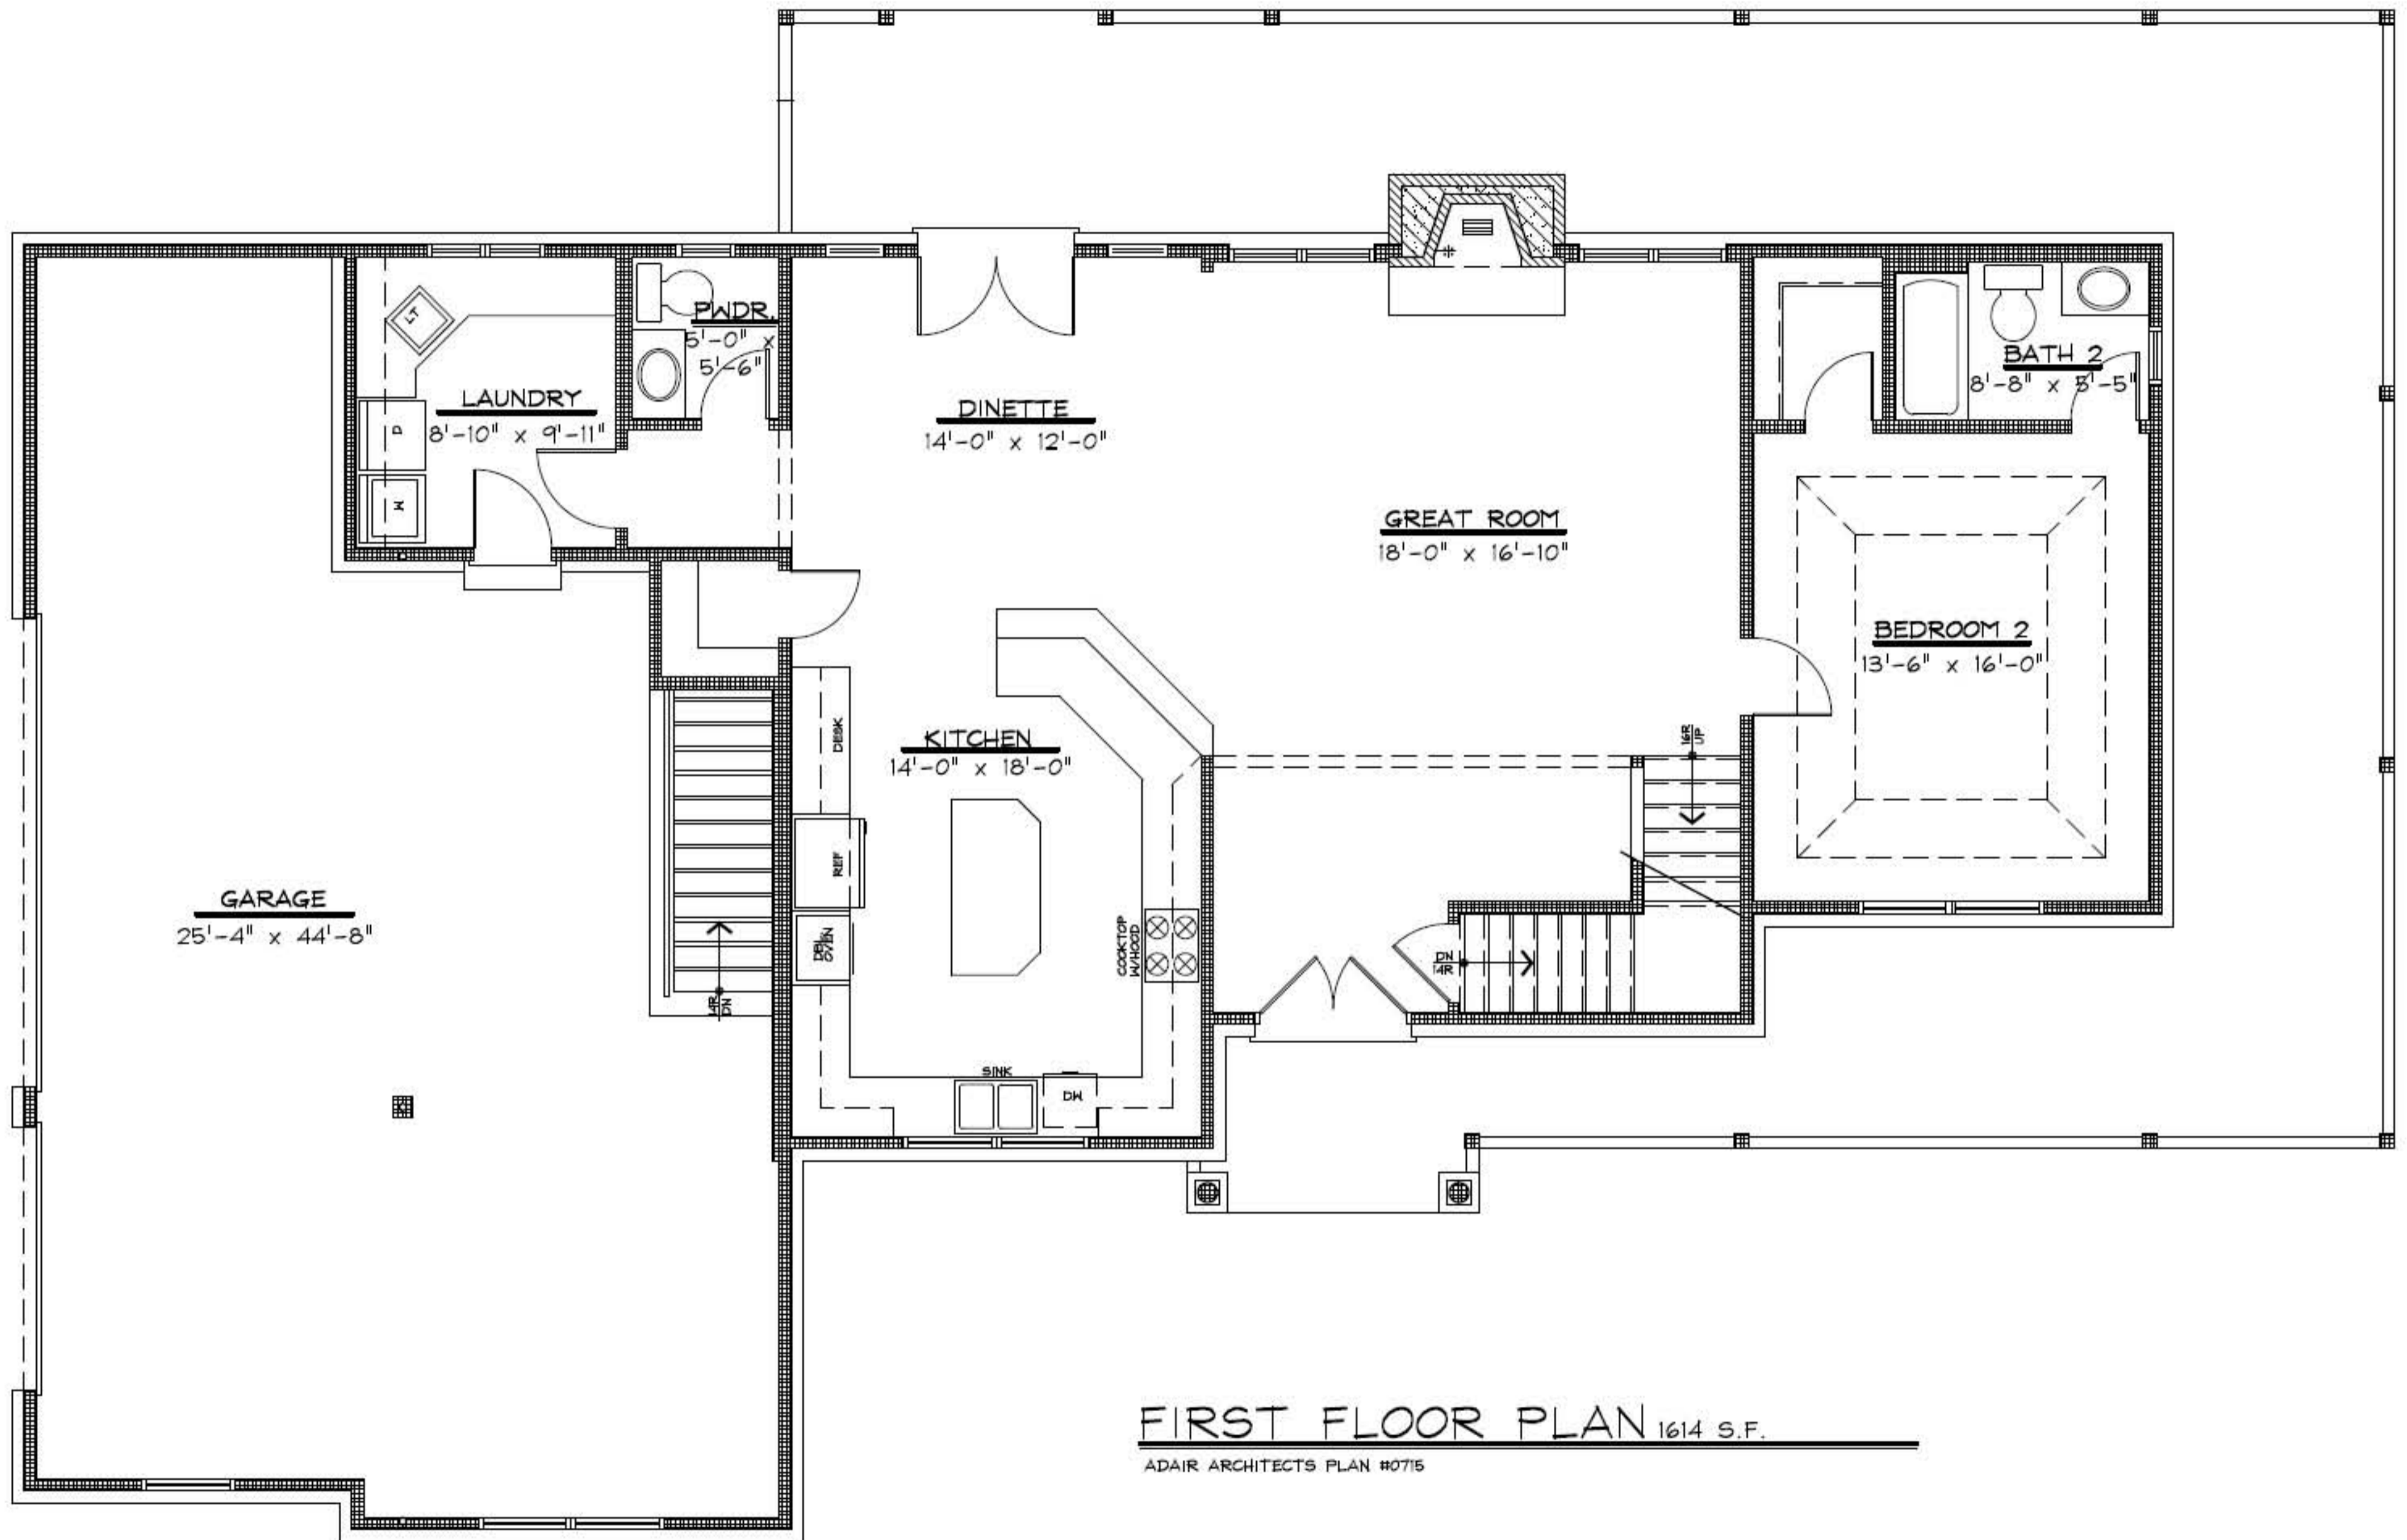 PWDR.
5'-0" x
5'-6"
LT
LAUNDRY
8'-10" x 9'-11"
D
W
DINETTE
14'-0" x 12'-0"
BATH 2
8'-8" x 5'-5"
GREAT ROOM
18'-0" x 16'-10"
BEDROOM 2
13'-6" x 16'-0"
KITCHEN
14'-0" x 18'-0"
DESK
16R
UP
REF
GARAGE
25'-4" x 44'-8"
DBL
OVEN
COOKTOP
W/HOOD
DN
14R
14R
DN
SINK
DW
FIRST FLOOR PLAN 1614 S.F.
ADAIR ARCHITECTS PLAN #0715